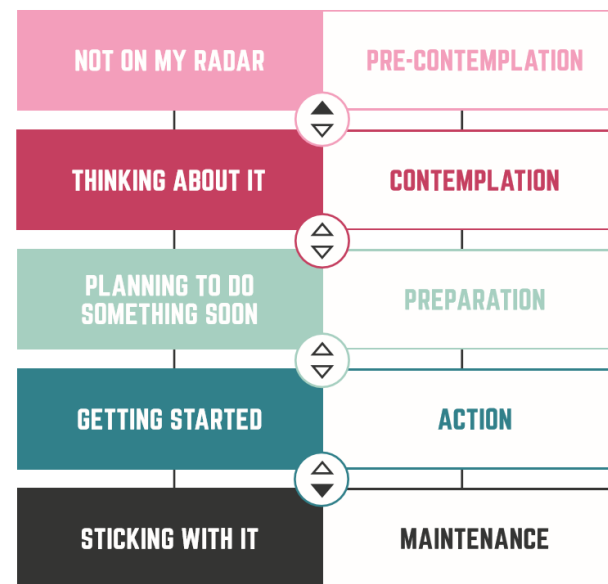 NOT ON MY RADAR
PRE-CONTEMPLATION
THINKING ABOUT IT
CONTEMPLATION
PLANNING TO DO
SOMETHING SOON
PREPARATION
GETTING STARTED
ACTION
STICKING WITH IT
MAINTENANCE